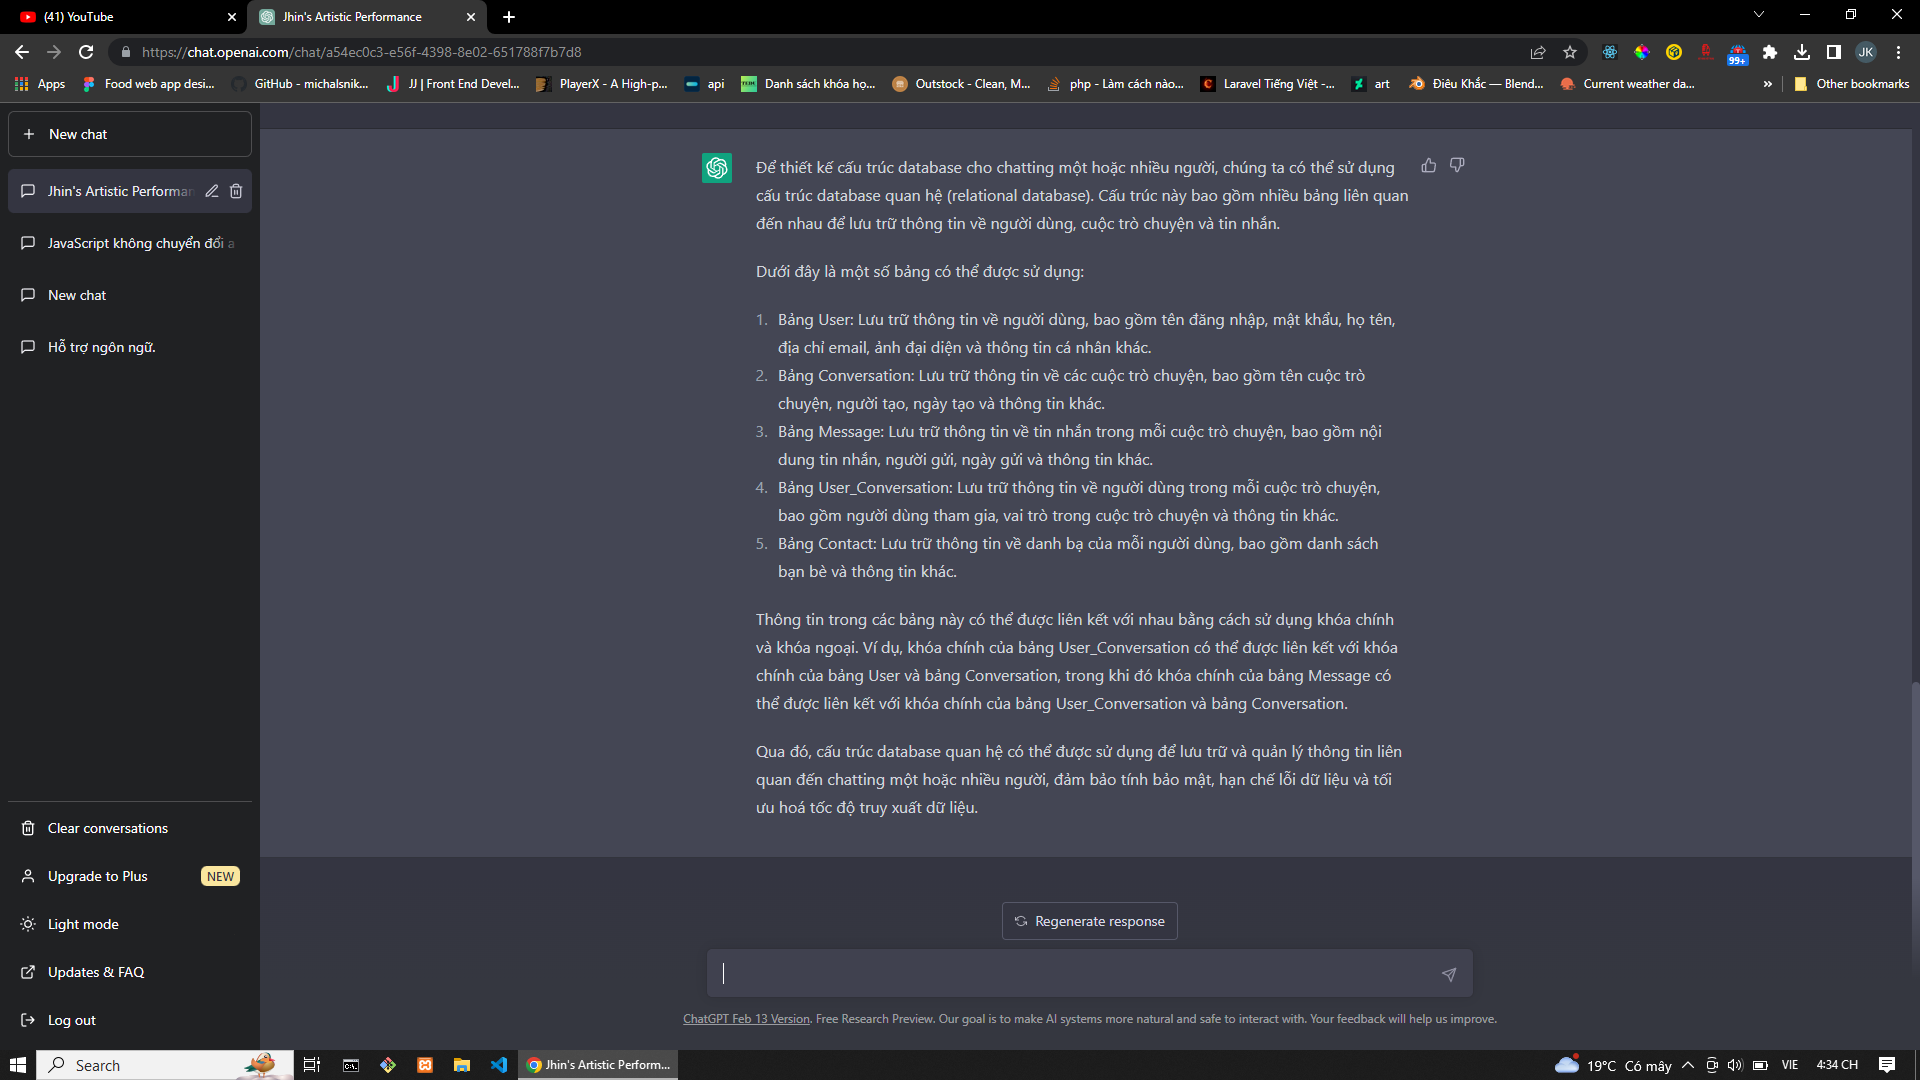 (41) YouTube
Jhin's Artistic Performance
https://chat.openai.com/chat/a54ec0c3-e56f-4398-8e02-651788f7b7d8
99+
JK
Apps
Food web app desi...
GitHub - michalsnik...
JJ | Front End Devel...
PlayerX - A High-p...
api
Danh sách khóa họ...
Outstock - Clean, M...
php - Làm cách nào...
Laravel Tiếng Việt -...
art
Điêu Khắc — Blend...
Current weather da...
»
Other bookmarks
New chat
Jhin's Artistic Performan
JavaScript không chuyển đổi a
New chat
Hỗ trợ ngôn ngữ.
Để thiết kế cấu trúc database cho chatting một hoặc nhiều người, chúng ta có thể sử dụng
cấu trúc database quan hệ (relational database). Cấu trúc này bao gồm nhiều bảng liên quan
đến nhau để lưu trữ thông tin về người dùng, cuộc trò chuyện và tin nhắn.
Dưới đây là một số bảng có thể được sử dụng:
1. Bảng User: Lưu trữ thông tin về người dùng, bao gồm tên đăng nhập, mật khẩu, họ tên,
địa chỉ email, ảnh đại diện và thông tin cá nhân khác.
2. Bảng Conversation: Lưu trữ thông tin về các cuộc trò chuyện, bao gồm tên cuộc trò
chuyện, người tạo, ngày tạo và thông tin khác.
3. Bảng Message: Lưu trữ thông tin về tin nhắn trong mỗi cuộc trò chuyện, bao gồm nội
dung tin nhắn, người gửi, ngày gửi và thông tin khác.
4. Bảng User_Conversation: Lưu trữ thông tin về người dùng trong mỗi cuộc trò chuyện,
bao gồm người dùng tham gia, vai trò trong cuộc trò chuyện và thông tin khác.
5. Bảng Contact: Lưu trữ thông tin về danh bạ của mỗi người dùng, bao gồm danh sách
bạn bè và thông tin khác.
Thông tin trong các bảng này có thể được liên kết với nhau bằng cách sử dụng khóa chính
và khóa ngoại. Ví dụ, khóa chính của bảng User_Conversation có thể được liên kết với khóa
chính của bảng User và bảng Conversation, trong khi đó khóa chính của bảng Message có
thể được liên kết với khóa chính của bảng User_Conversation và bảng Conversation.
Qua đó, cấu trúc database quan hệ có thể được sử dụng để lưu trữ và quản lý thông tin liên
quan đến chatting một hoặc nhiều người, đảm bảo tính bảo mật, hạn chế lỗi dữ liệu và tối
ưu hoá tốc độ truy xuất dữ liệu.
Clear conversations
Upgrade to Plus
NEW
Light mode
Updates & FAQ
Log out
Regenerate response
ChatGPT Feb 13 Version. Free Research Preview. Our goal is to make AI systems more natural and safe to interact with. Your feedback will help us improve.
Search
Jhin's Artistic Perform...
19°C Có mây
VIE
4:34 CH